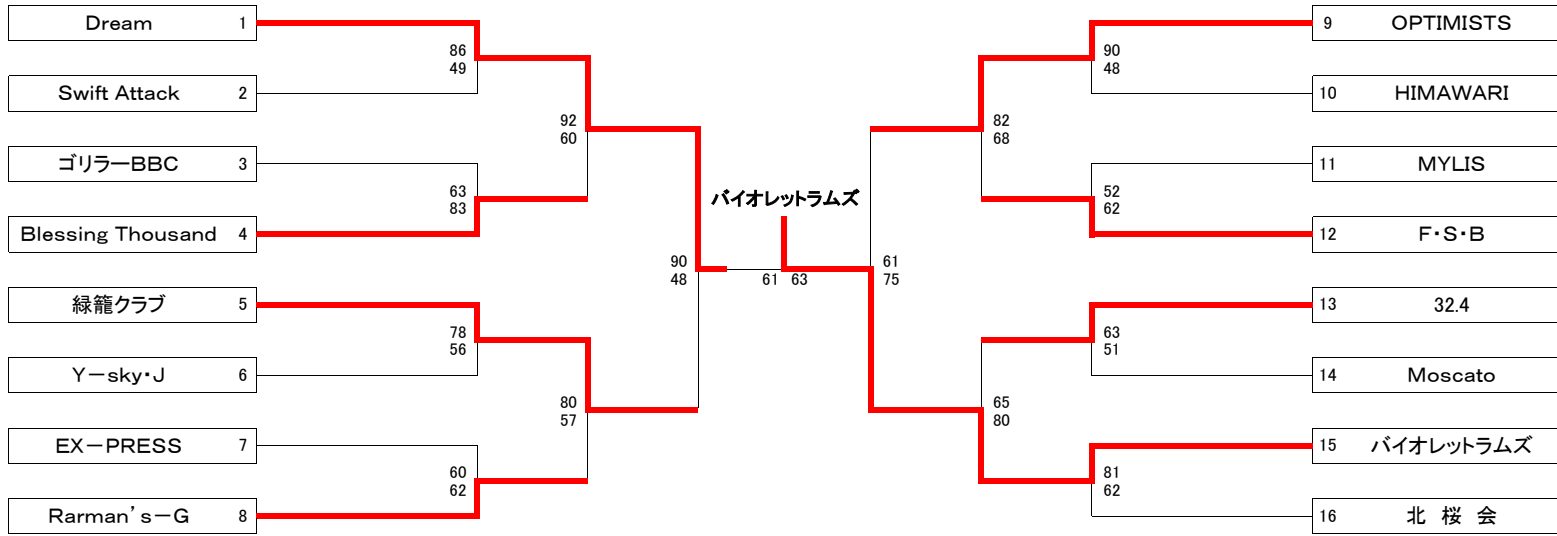 Dream 1
86
49
Swift Attack 2
92
60
ゴリラーBBC 3
63
83
Blessing Thousand 4
90
48
緑籠クラブ 5
78
56
Y－sky・J 6
80
57
EX－PRESS 7
60
62
Rarman's－G 8
バイオレットラムズ
61 63
9 OPTIMISTS
90
48
10 HIMAWARI
82
68
11 MYLIS
52
62
12 F・S・B
61
75
13 32.4
63
51
14 Moscato
65
80
15 バイオレットラムズ
81
62
16 北 桜 会